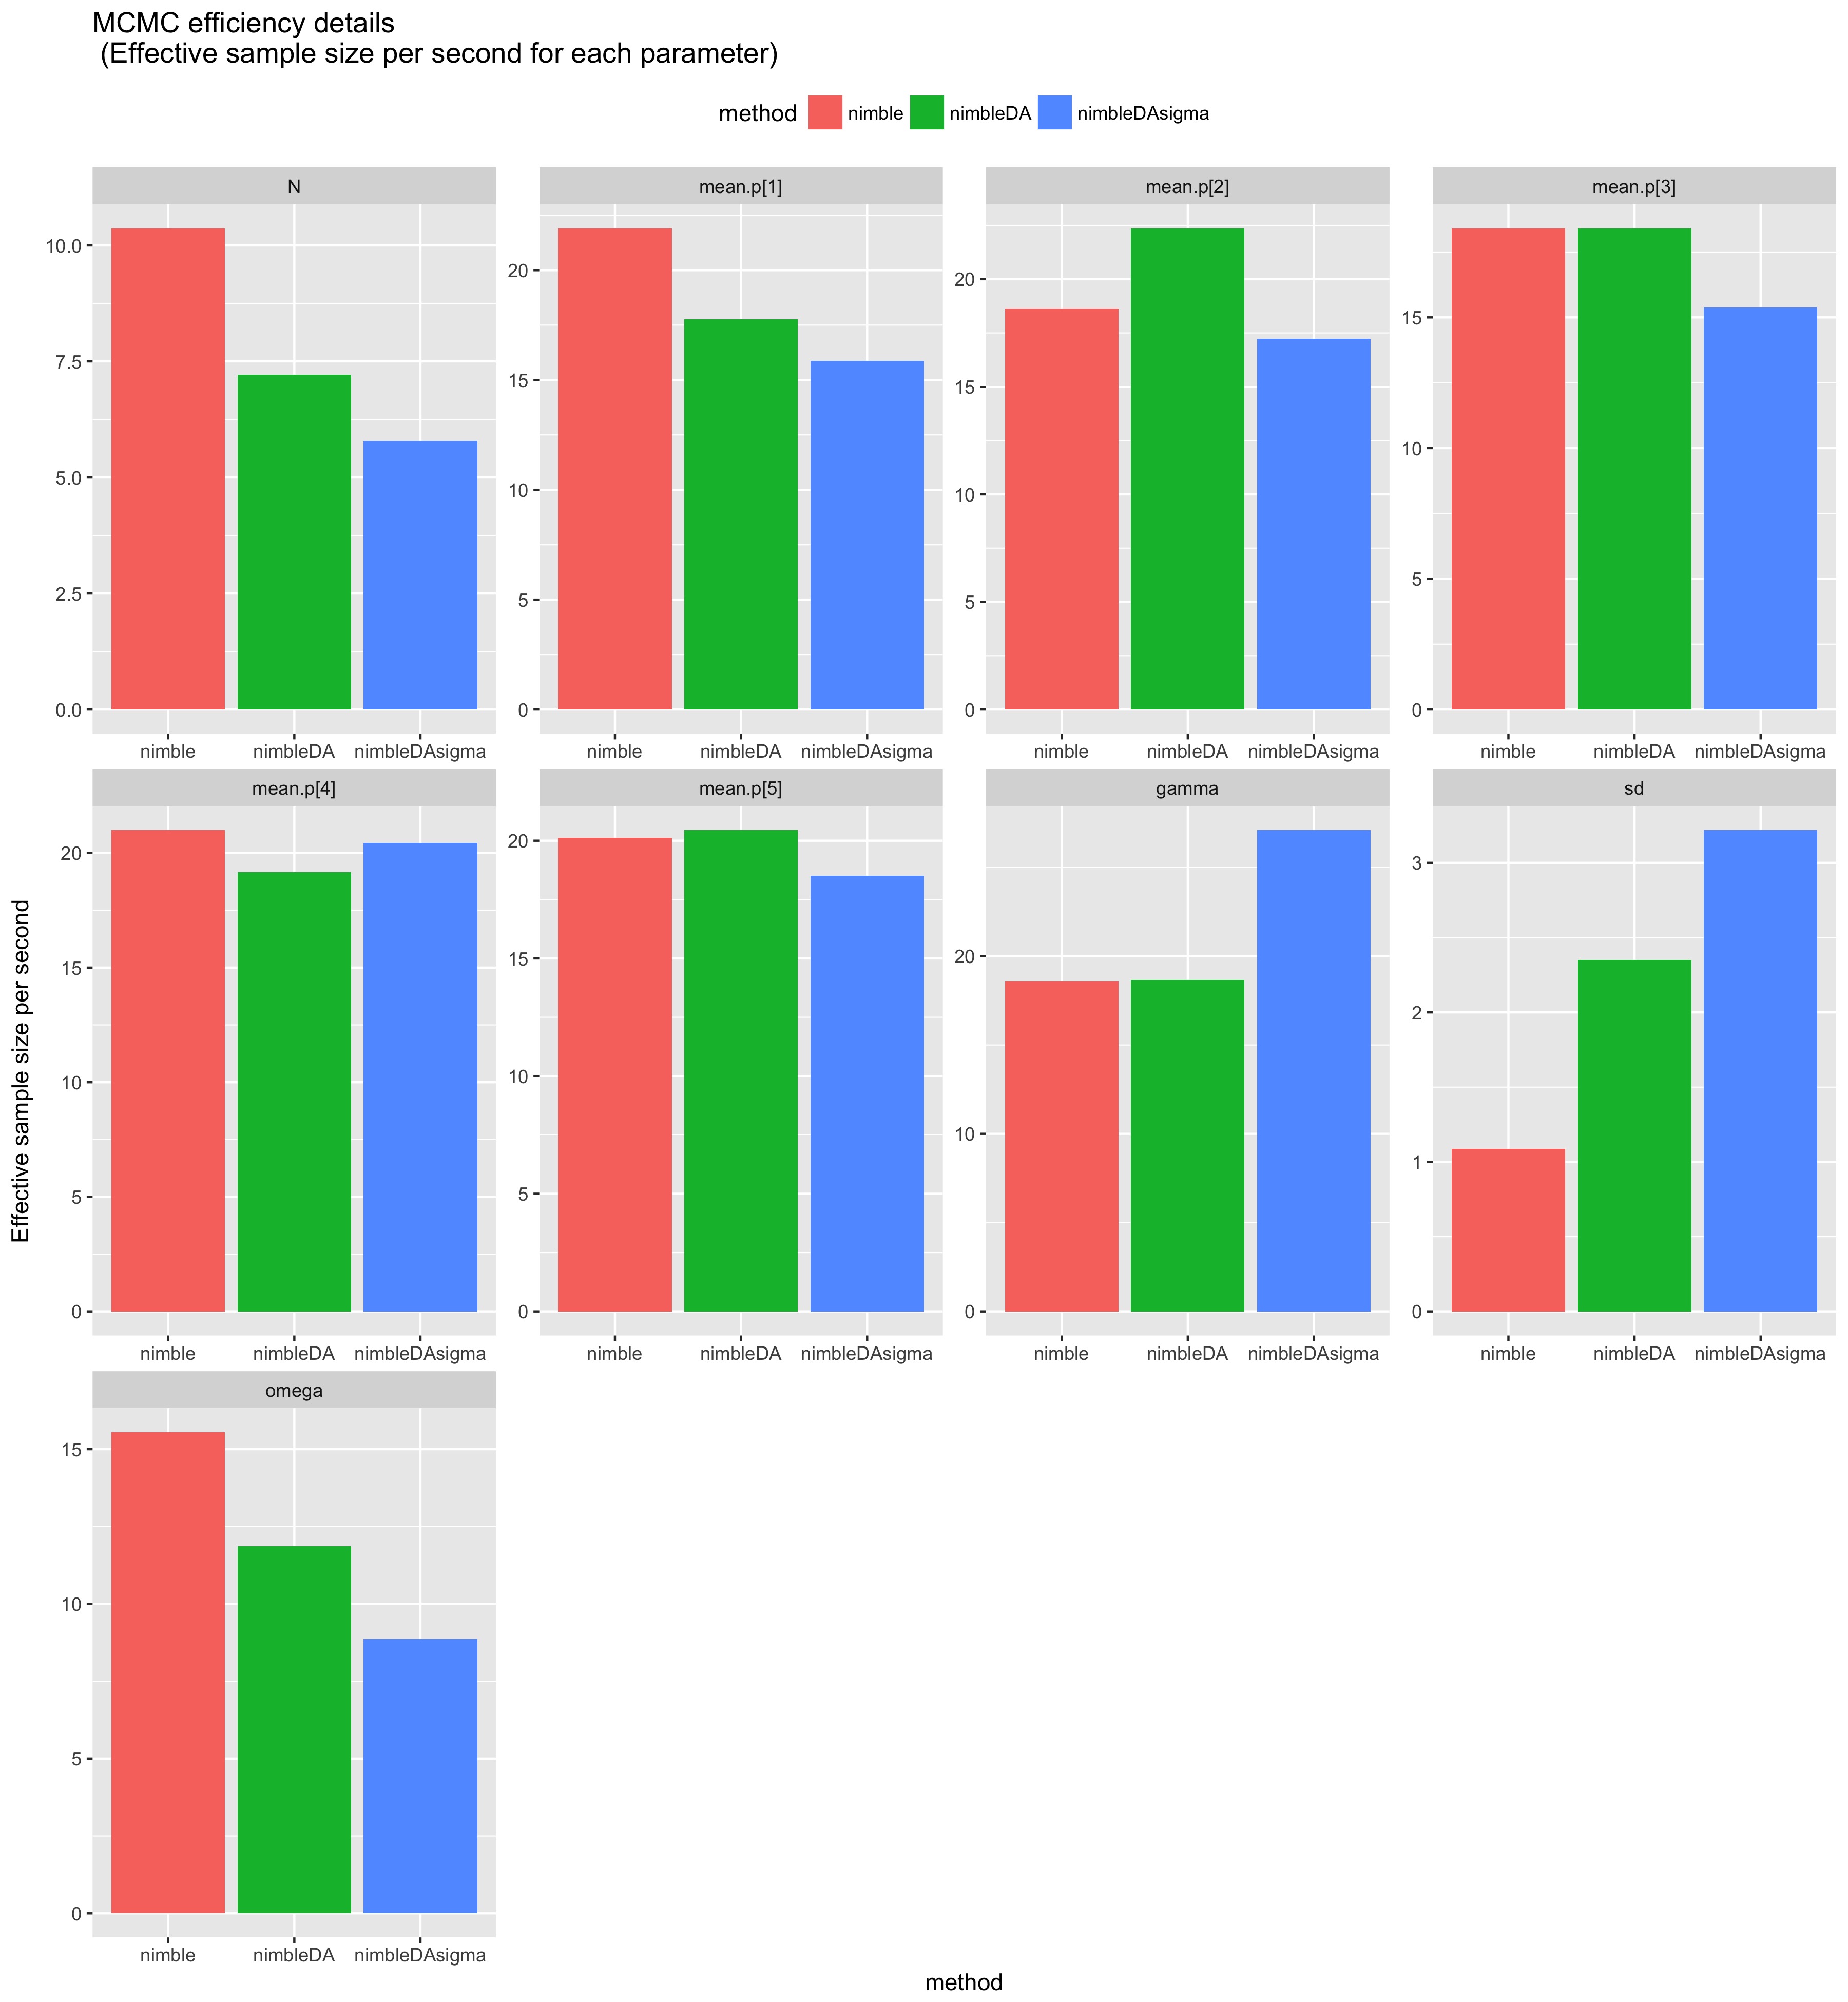 MCMC efficiency details
(Effective sample size per second for each parameter)
method nimble nimbleDA nimbleDAsigma
N
10.0
7.5
5.0
2.5
0.0
nimble nimbleDA nimbleDAsigma
mean.p[1]
20
15
10
5
0
nimble nimbleDA nimbleDAsigma
mean.p[2]
20
15
10
5
0
nimble nimbleDA nimbleDAsigma
mean.p[3]
15
10
5
0
nimble nimbleDA nimbleDAsigma
mean.p[4]
20
15
10
5
0
nimble nimbleDA nimbleDAsigma
mean.p[5]
20
15
10
5
0
nimble nimbleDA nimbleDAsigma
gamma
20
10
0
nimble nimbleDA nimbleDAsigma
sd
3
2
1
0
nimble nimbleDA nimbleDAsigma
omega
15
10
5
0
nimble nimbleDA nimbleDAsigma
Effective sample size per second
method